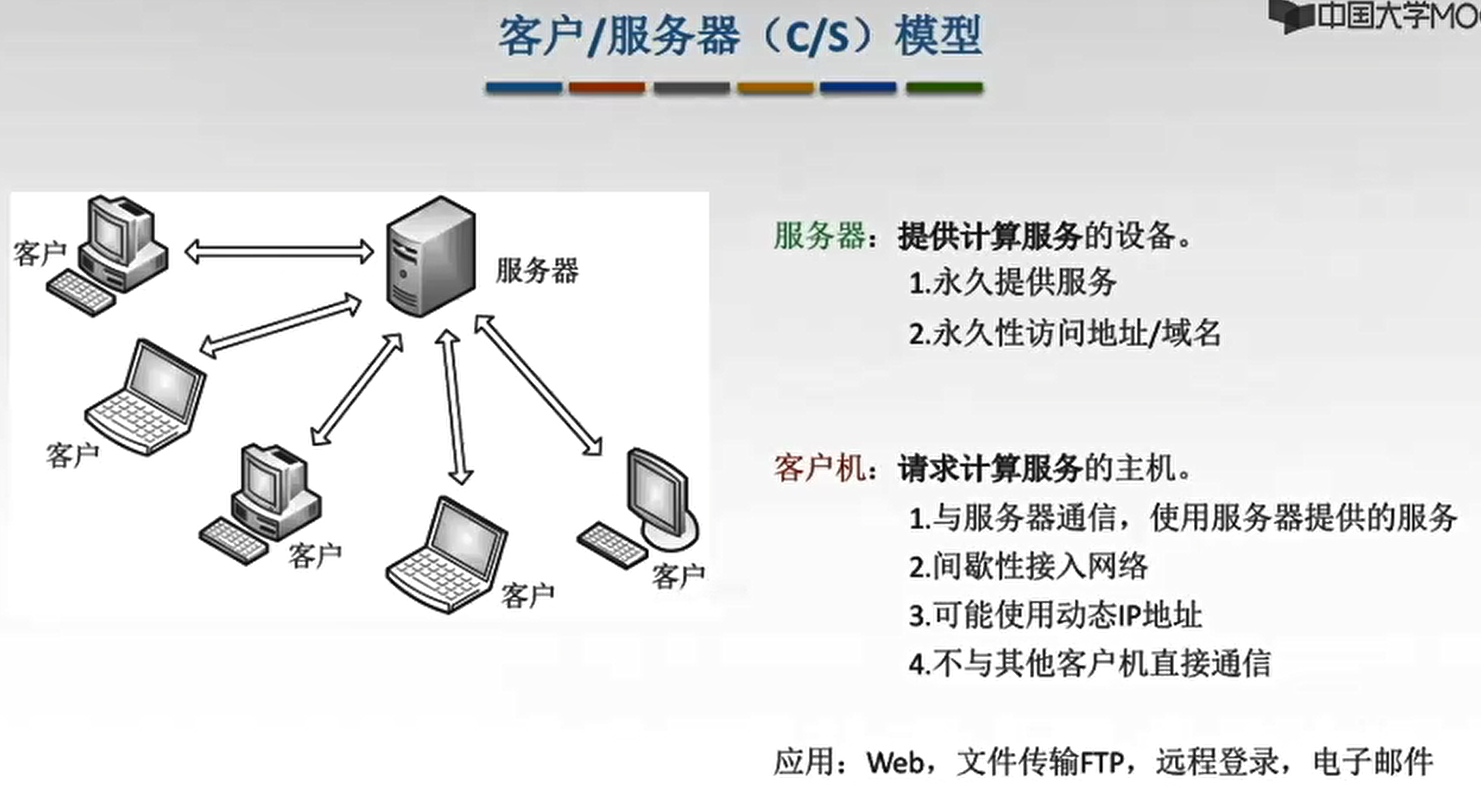 客户/服务器（C/S）模型
中国大学MO
客户
服务器
客户
客户
客户
客户
服务器：提供计算服务的设备。
1.永久提供服务
2.永久性访问地址/域名
客户机：请求计算服务的主机。
1.与服务器通信，使用服务器提供的服务
2.间歇性接入网络
3.可能使用动态IP地址
4.不与其他客户机直接通信
应用：Web，文件传输FTP，远程登录，电子邮件